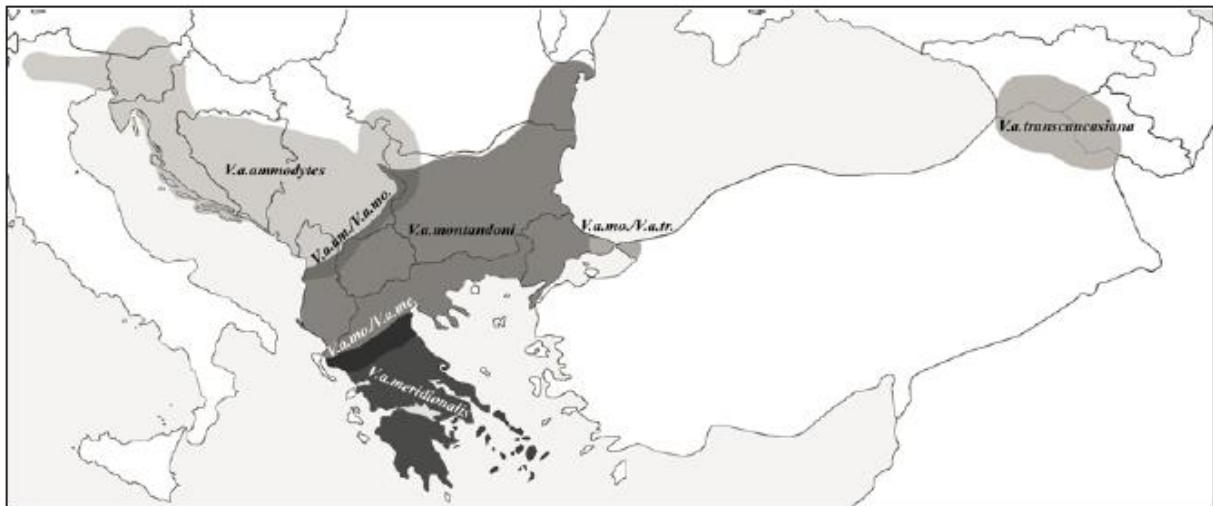 V.a.transcaucasiana
V.a.ammodytes
V.a.am./V.a.mo.
V.a.montandoni
V.a.mo./V.a.tr.
V.a.mo./V.a.me.
V.a.meridionalis